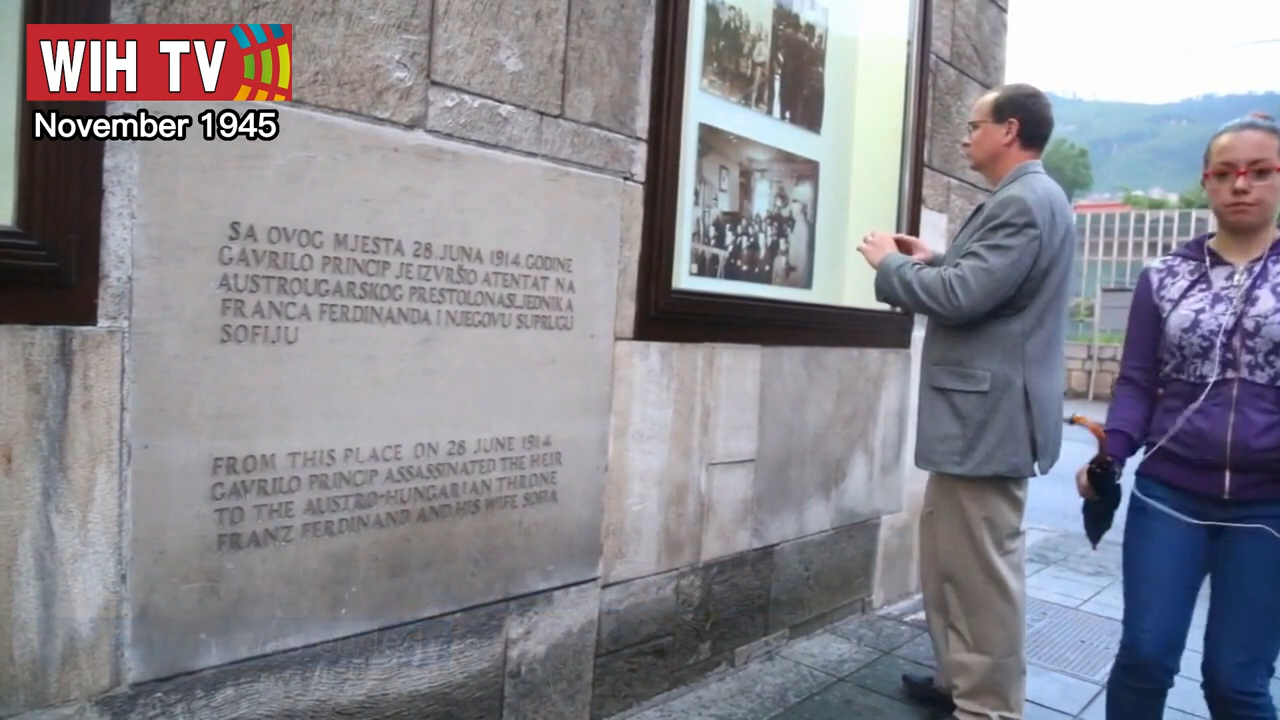 WIH TV
November 1945
SA OVOG MJESTA 28. JUNA 1914. GODINE
GAVRILO PRINCIP JE IZVRŠIO ATENTAT NA
AUSTROUGARSKOG PRESTOLONASLJEDNIKA
FRANCA FERDINANDA I NJEGOVU SUPRUGU
SOFIJU
FROM THIS PLACE ON 28 JUNE 1914
GAVRILO PRINCIP ASSASSINATED THE HEIR
TO THE AUSTRO-HUNGARIAN THRONE
FRANZ FERDINAND AND HIS WIFE SOFIA